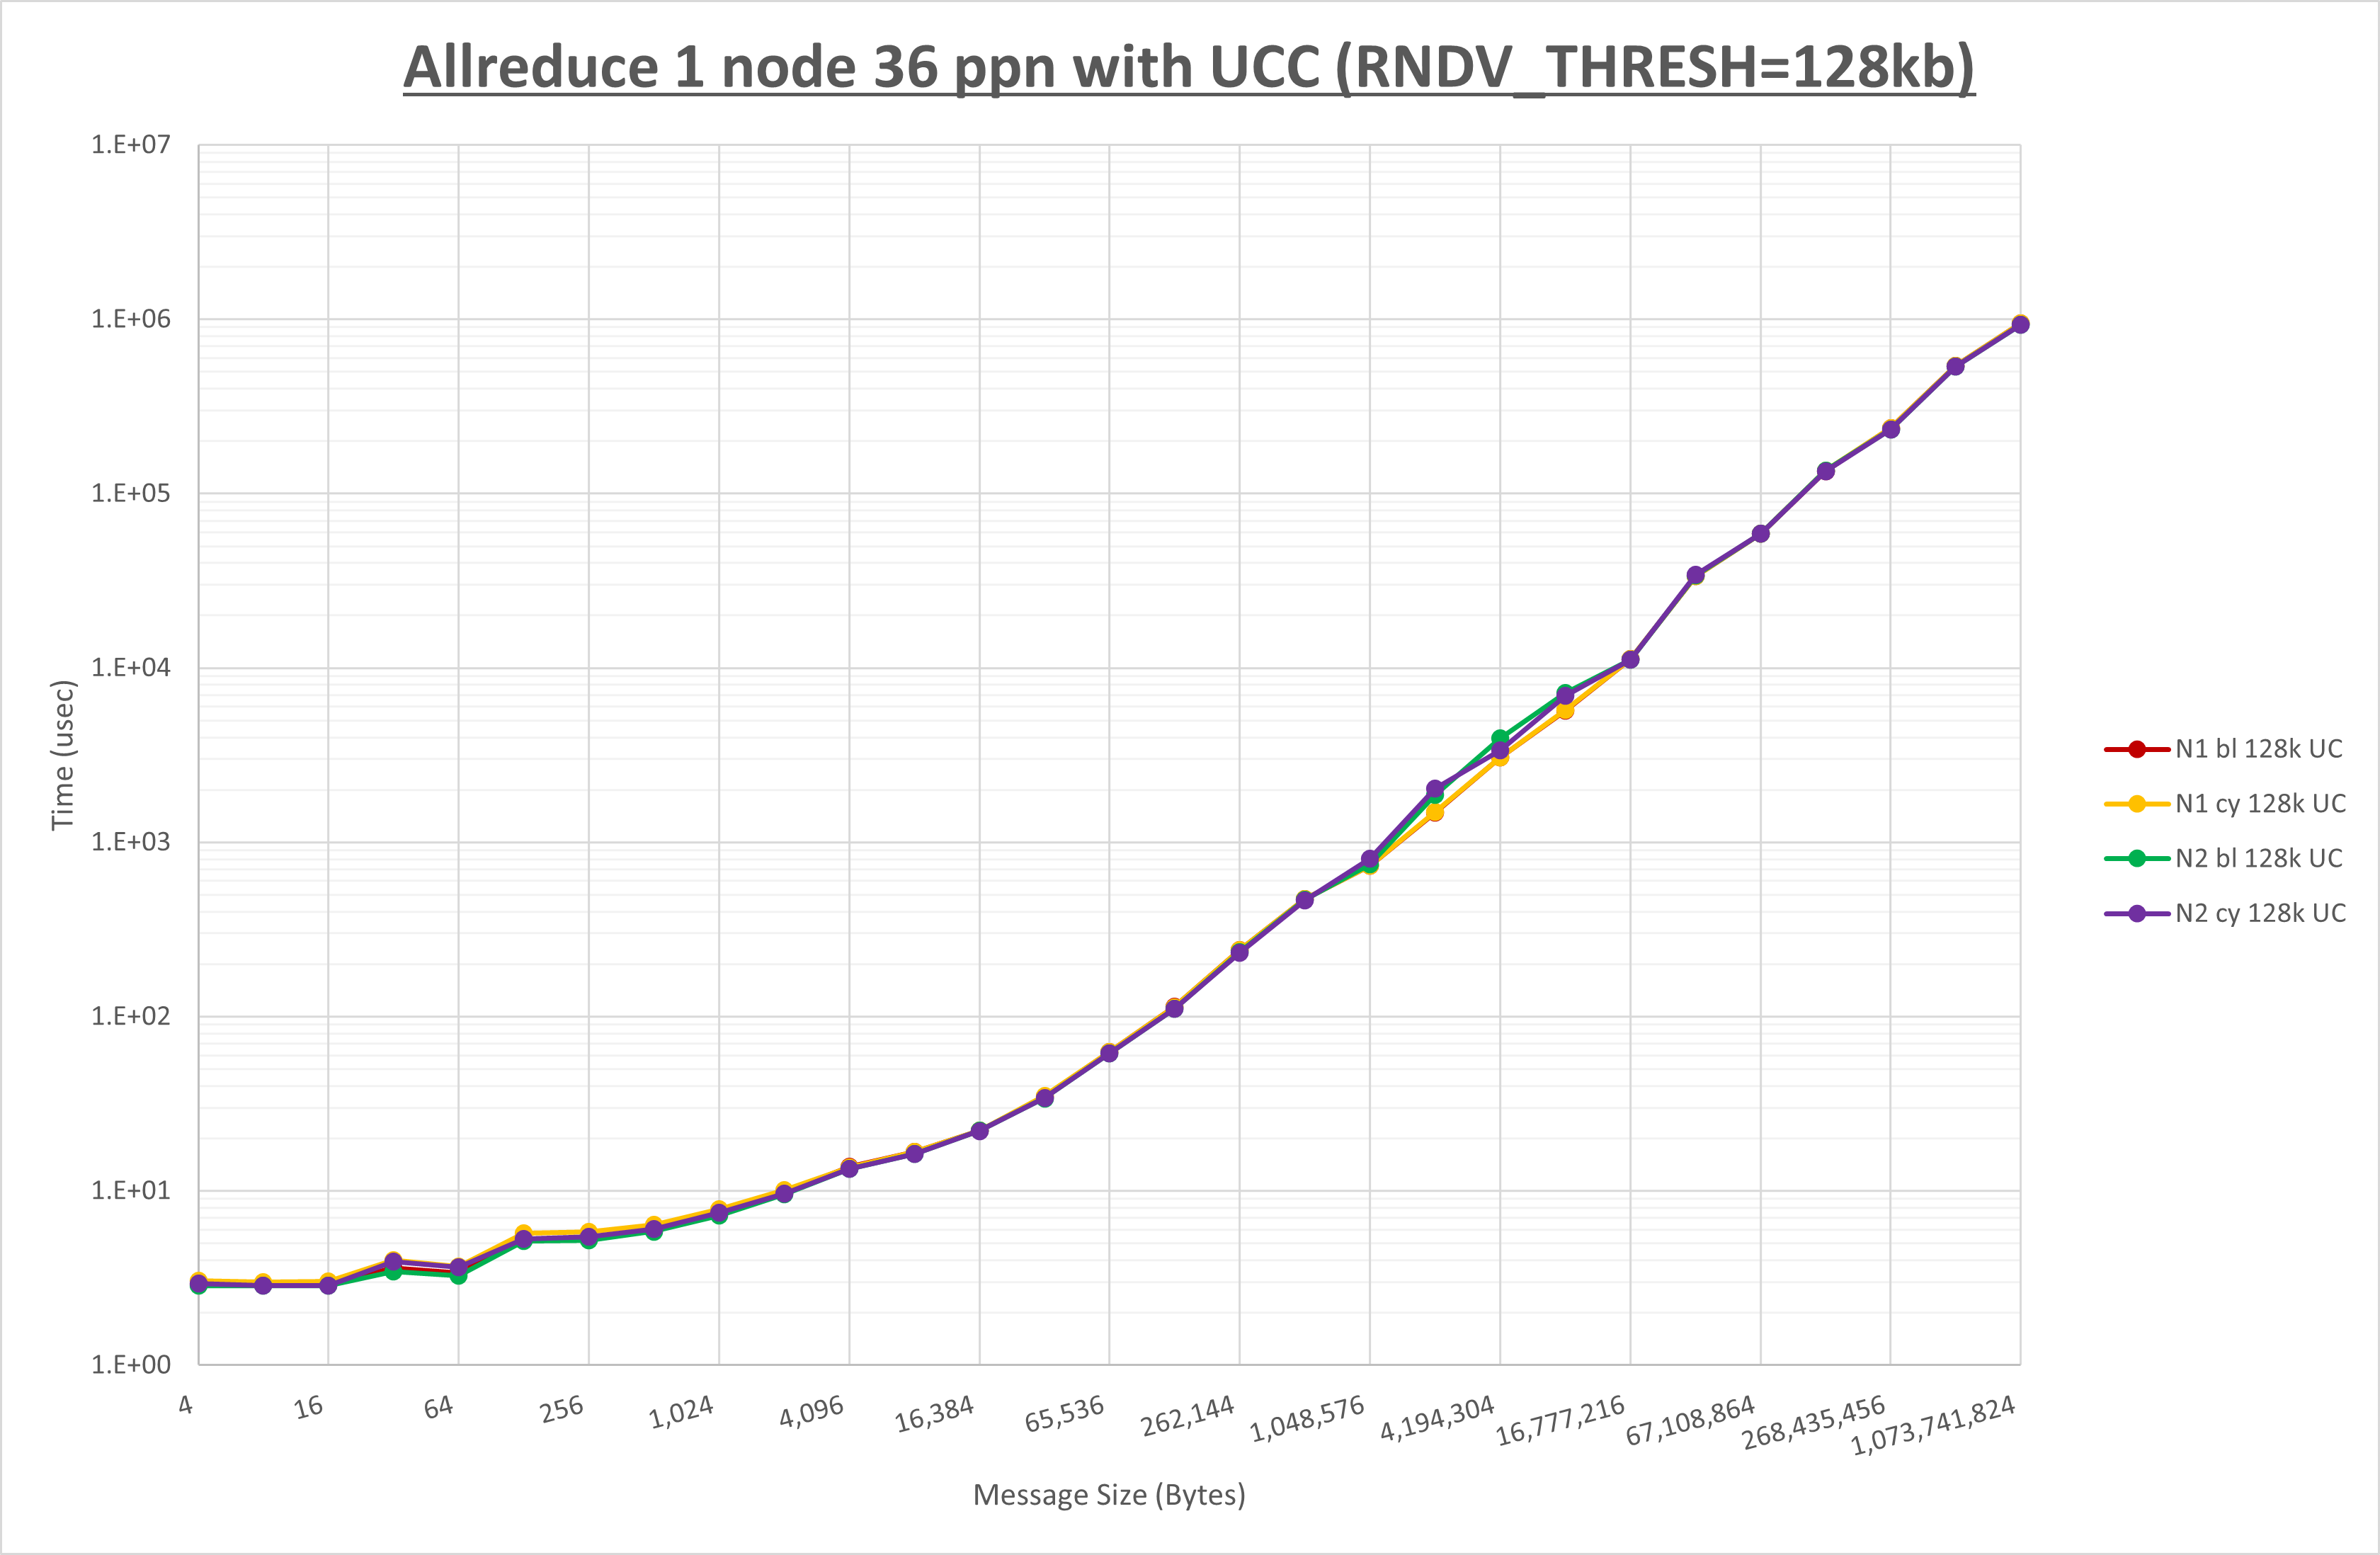 Allreduce 1 node 36 ppn with UCC (RNDV_THRESH=128kb)
1.E+07
1.E+06
1.E+05
1.E+04
1.E+03
1.E+02
1.E+01
1.E+00
Time (usec)
4 16 64 256 1,024 4,096 16,384 65,536 262,144 1,048,576 4,194,304 16,777,216 67,108,864 268,435,456 1,073,741,824
Message Size (Bytes)
N1 bl 128k UC
N1 cy 128k UC
N2 bl 128k UC
N2 cy 128k UC